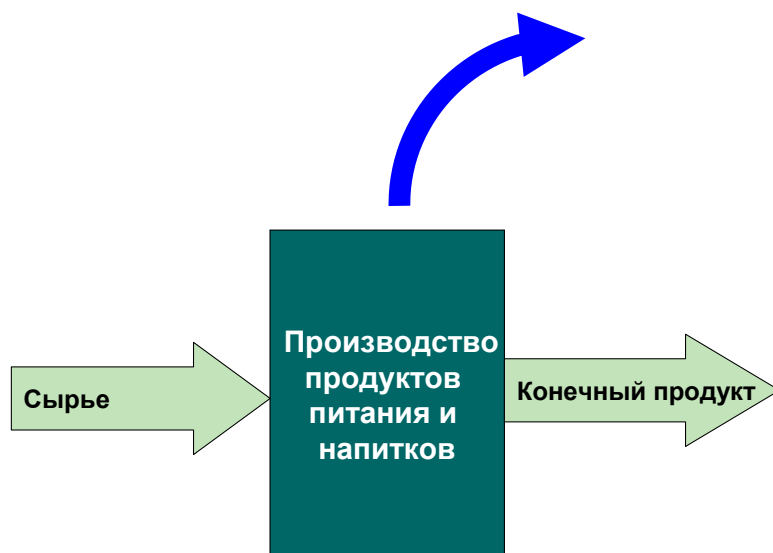 Сырье
Производство
продуктов
питания и
напитков
Конечный продукт